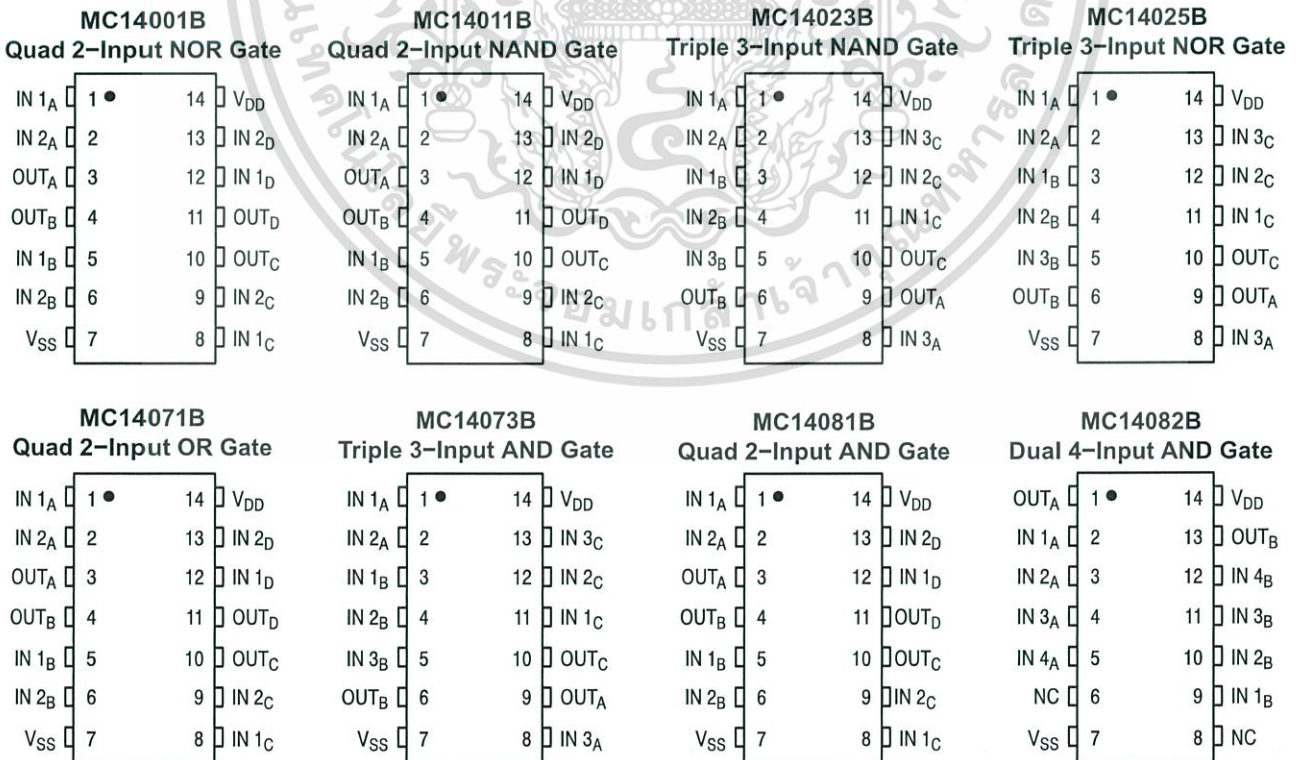 MC14001B
Quad 2–Input NOR Gate
IN 1A 1 14 VDD
IN 2A 2 13 IN 2D
OUTA 3 12 IN 1D
OUTB 4 11 OUTD
IN 1B 5 10 OUTC
IN 2B 6 9 IN 2C
VSS 7 8 IN 1C
MC14011B
Quad 2–Input NAND Gate
IN 1A 1 14 VDD
IN 2A 2 13 IN 2D
OUTA 3 12 IN 1D
OUTB 4 11 OUTD
IN 1B 5 10 OUTC
IN 2B 6 9 IN 2C
VSS 7 8 IN 1C
MC14023B
Triple 3–Input NAND Gate
IN 1A 1 14 VDD
IN 2A 2 13 IN 3C
IN 1B 3 12 IN 2C
IN 2B 4 11 IN 1C
IN 3B 5 10 OUTC
OUTB 6 9 OUTA
VSS 7 8 IN 3A
MC14025B
Triple 3–Input NOR Gate
IN 1A 1 14 VDD
IN 2A 2 13 IN 3C
IN 1B 3 12 IN 2C
IN 2B 4 11 IN 1C
IN 3B 5 10 OUTC
OUTB 6 9 OUTA
VSS 7 8 IN 3A
MC14071B
Quad 2–Input OR Gate
IN 1A 1 14 VDD
IN 2A 2 13 IN 2D
OUTA 3 12 IN 1D
OUTB 4 11 OUTD
IN 1B 5 10 OUTC
IN 2B 6 9 IN 2C
VSS 7 8 IN 1C
MC14073B
Triple 3–Input AND Gate
IN 1A 1 14 VDD
IN 2A 2 13 IN 3C
IN 1B 3 12 IN 2C
IN 2B 4 11 IN 1C
IN 3B 5 10 OUTC
OUTB 6 9 OUTA
VSS 7 8 IN 3A
MC14081B
Quad 2–Input AND Gate
IN 1A 1 14 VDD
IN 2A 2 13 IN 2D
OUTA 3 12 IN 1D
OUTB 4 11 OUTD
IN 1B 5 10 OUTC
IN 2B 6 9 IN 2C
VSS 7 8 IN 1C
MC14082B
Dual 4–Input AND Gate
OUTA 1 14 VDD
IN 1A 2 13 OUTB
IN 2A 3 12 IN 4B
IN 3A 4 11 IN 3B
IN 4A 5 10 IN 2B
NC 6 9 IN 1B
VSS 7 8 NC